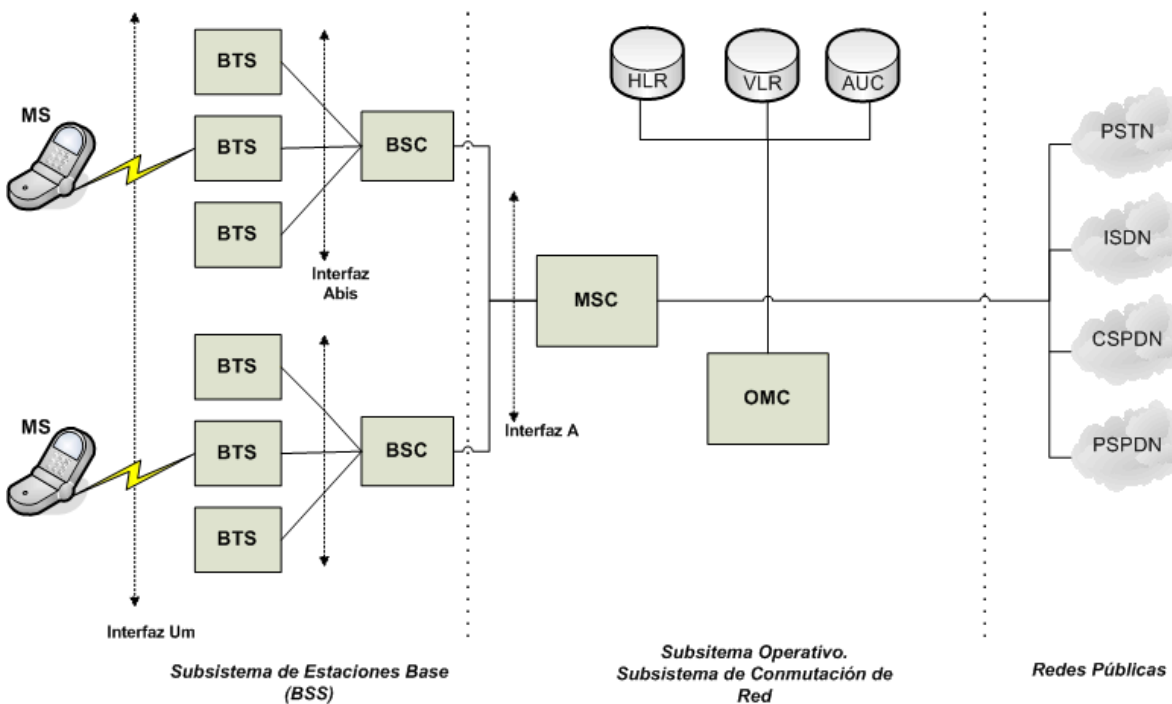 MS
BTS
BTS
BTS
BSC
Interfaz
Abis
MS
BTS
BTS
BTS
BSC
Interfaz Um
Interfaz A
MSC
HLR
VLR
AUC
OMC
PSTN
ISDN
CSPDN
PSPDN
Subsistema de Estaciones Base
(BSS)
Subsitema Operativo.
Subsistema de Conmutación de
Red
Redes Públicas